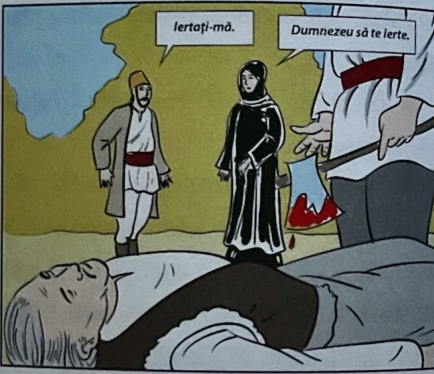 Iertați-mă.
Dumnezeu să te ierte.